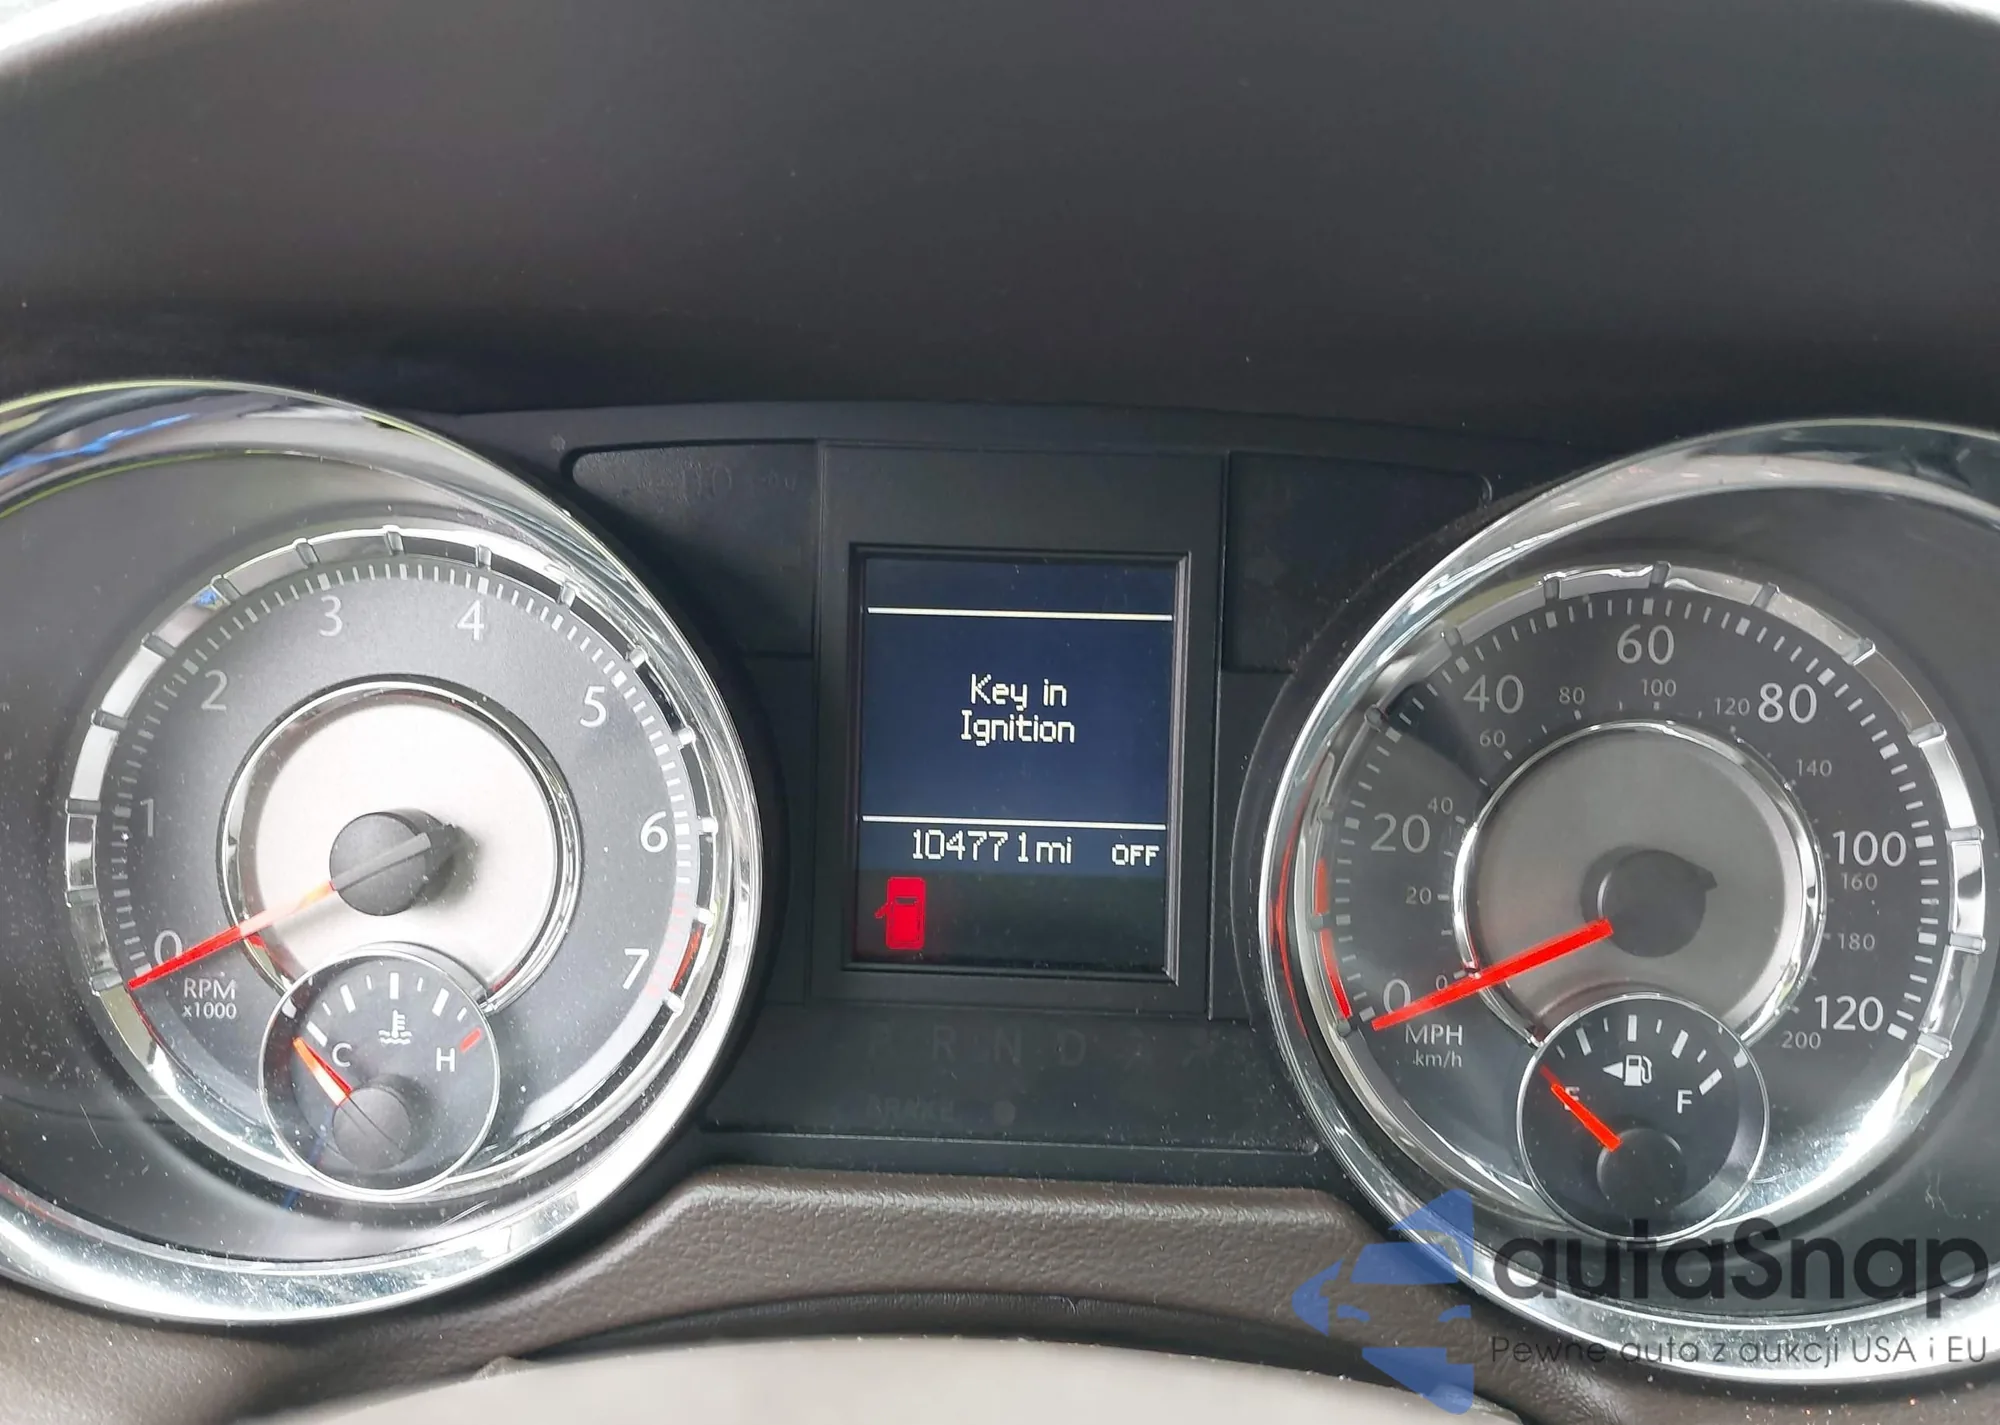 Key in
Ignition
104771mi OFF
0
1
2
3
4
5
6
7
RPM
x1000
C H
0
20
40
60
80
100
120
0
20
40
60
80
100
120
140
160
180
200
MPH
km/h
E F
P R N D
BRAKE
autaSnap
Pewne auta z aukcji USA i EU